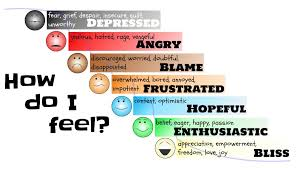 fear, grief, despair, insecure, guilt,
unworthy DEPRESSED
jealous, hatred, rage, vengeful
ANGRY
discouraged, worried, doubtful,
disappointed BLAME
overwhelmed, bored, annoyed,
impatient FRUSTRATED
content, optimistic
HOPEFUL
belief, eager, happy, passion
ENTHUSIASTIC
appreciation, empowerment,
freedom, love, joy BLISS
How
do I
feel?